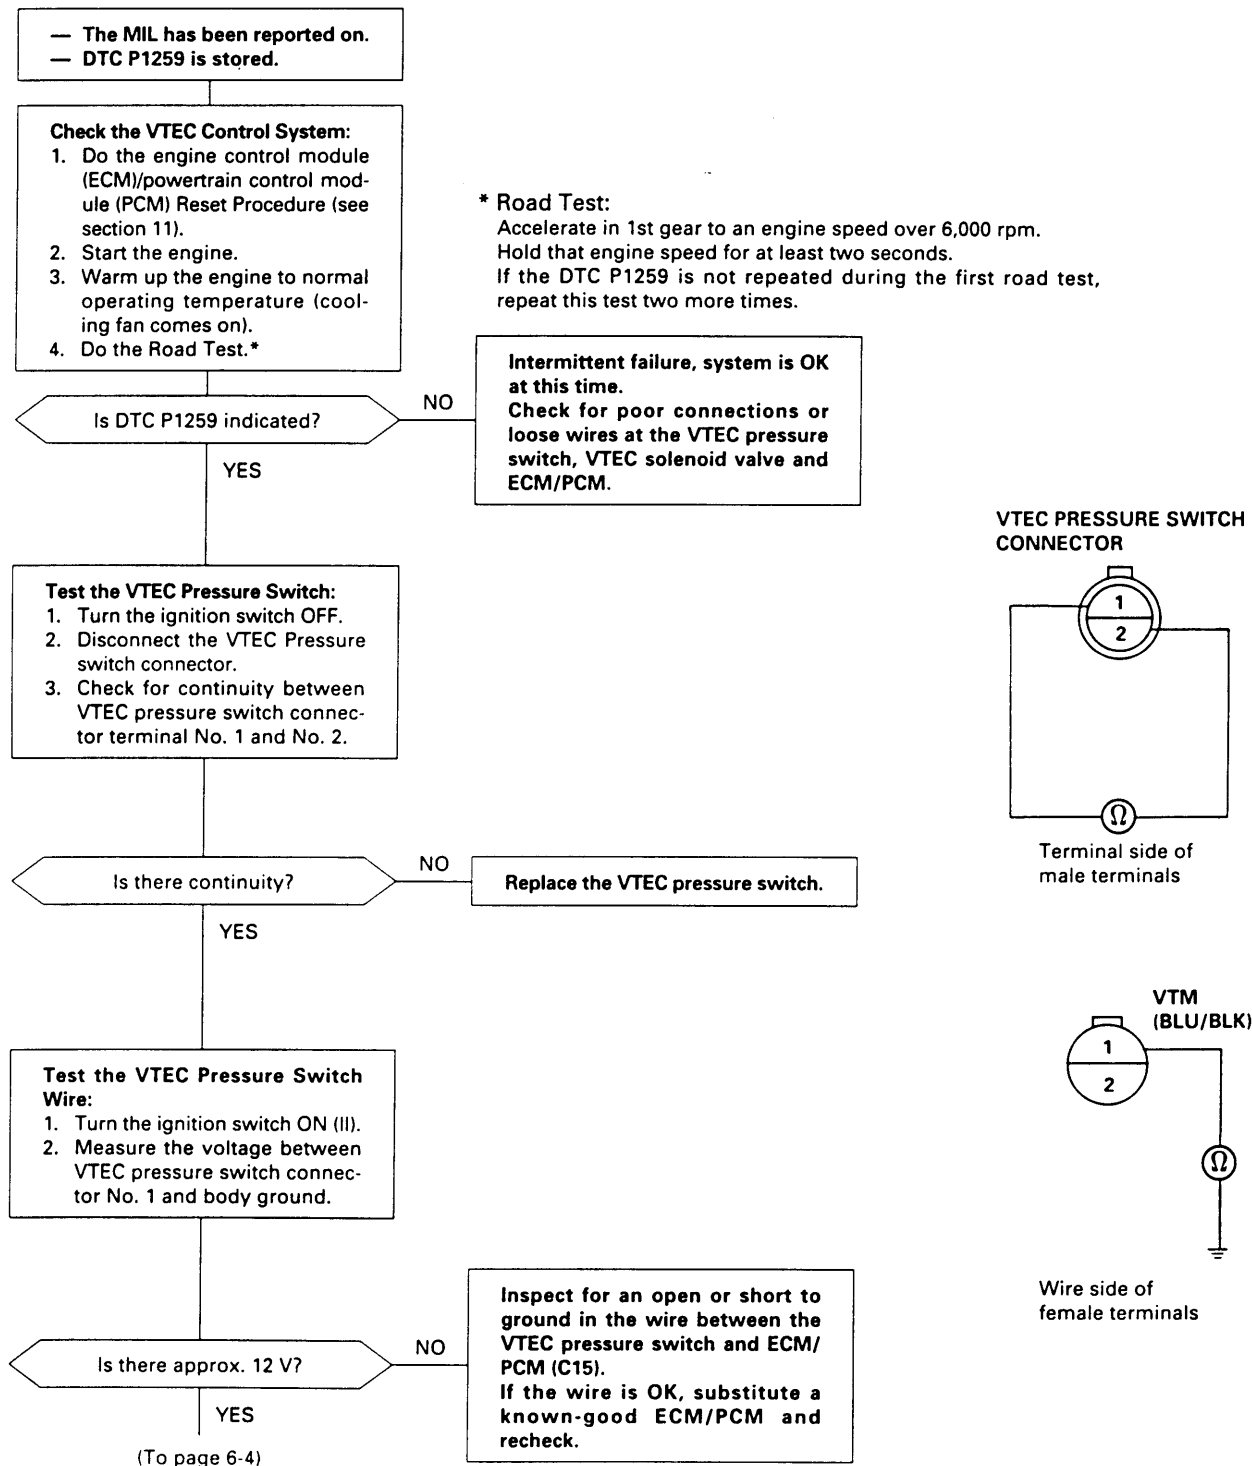 — The MIL has been reported on.
— DTC P1259 is stored.
Check the VTEC Control System:
1. Do the engine control module
(ECM)/powertrain control mod-
ule (PCM) Reset Procedure (see
section 11).
2. Start the engine.
3. Warm up the engine to normal
operating temperature (cool-
ing fan comes on).
4. Do the Road Test.*
* Road Test:
Accelerate in 1st gear to an engine speed over 6,000 rpm.
Hold that engine speed for at least two seconds.
If the DTC P1259 is not repeated during the first road test,
repeat this test two more times.
Is DTC P1259 indicated?
NO
Intermittent failure, system is OK
at this time.
Check for poor connections or
loose wires at the VTEC pressure
switch, VTEC solenoid valve and
ECM/PCM.
YES
VTEC PRESSURE SWITCH
CONNECTOR
1
2
Ω
Terminal side of
male terminals
Test the VTEC Pressure Switch:
1. Turn the ignition switch OFF.
2. Disconnect the VTEC Pressure
switch connector.
3. Check for continuity between
VTEC pressure switch connec-
tor terminal No. 1 and No. 2.
Is there continuity?
NO
Replace the VTEC pressure switch.
YES
VTM
(BLU/BLK)
1
2
Ω
Wire side of
female terminals
Test the VTEC Pressure Switch
Wire:
1. Turn the ignition switch ON (II).
2. Measure the voltage between
VTEC pressure switch connec-
tor No. 1 and body ground.
Is there approx. 12 V?
NO
Inspect for an open or short to
ground in the wire between the
VTEC pressure switch and ECM/
PCM (C15).
If the wire is OK, substitute a
known-good ECM/PCM and
recheck.
YES
(To page 6-4)